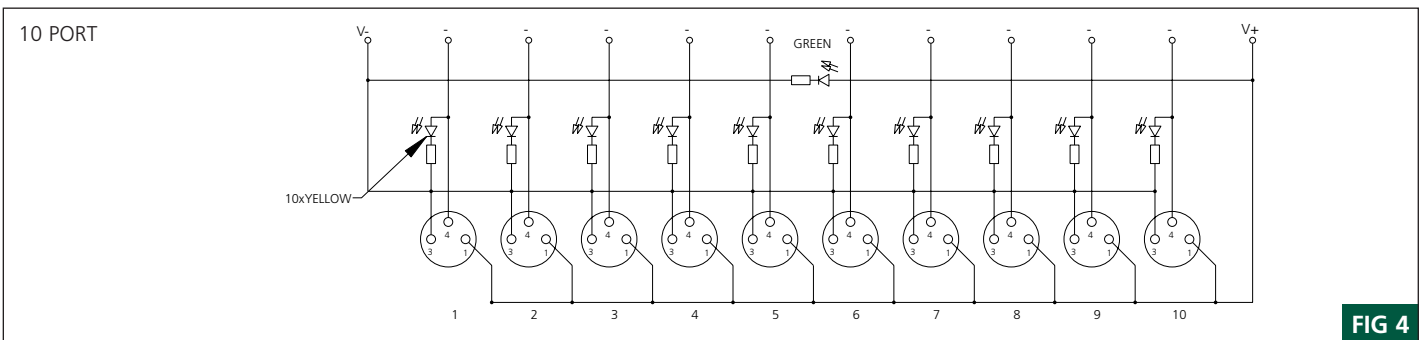 10 PORT
V- - - - - - - - - - - V+
GREEN
10xYELLOW
4 4 4 4 4 4 4 4 4 4
3 1 3 1 3 1 3 1 3 1 3 1 3 1 3 1 3 1 3 1
1 2 3 4 5 6 7 8 9 10
FIG 4